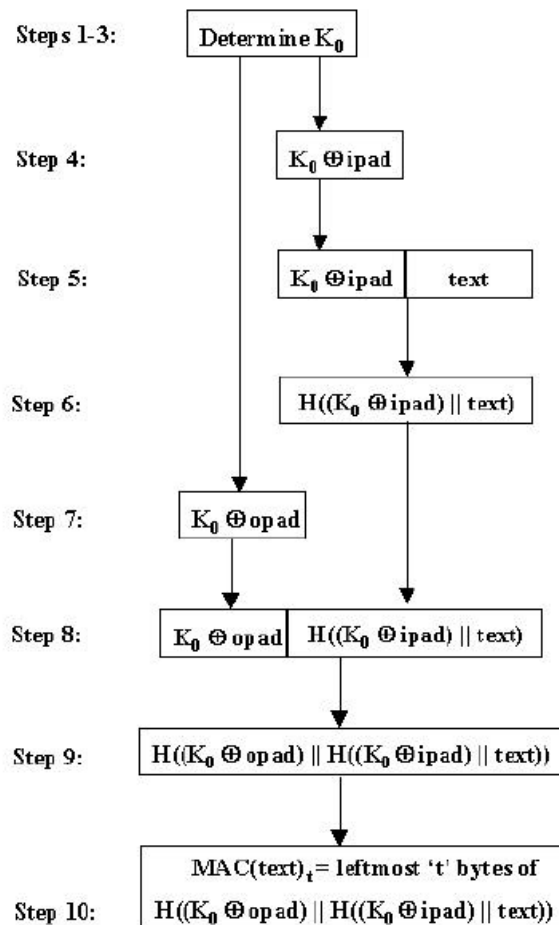 Steps 1-3: Determine K₀
Step 4: K₀ ⊕ipad
Step 5: K₀ ⊕ipad text
Step 6: H((K₀ ⊕ipad) || text)
Step 7: K₀ ⊕opad
Step 8: K₀ ⊕opad H((K₀ ⊕ipad) || text)
Step 9: H((K₀ ⊕opad) || H((K₀ ⊕ipad) || text))
MAC(text)ₜ= leftmost ‘t’ bytes of
Step 10: H((K₀ ⊕opad) || H((K₀ ⊕ipad) || text))